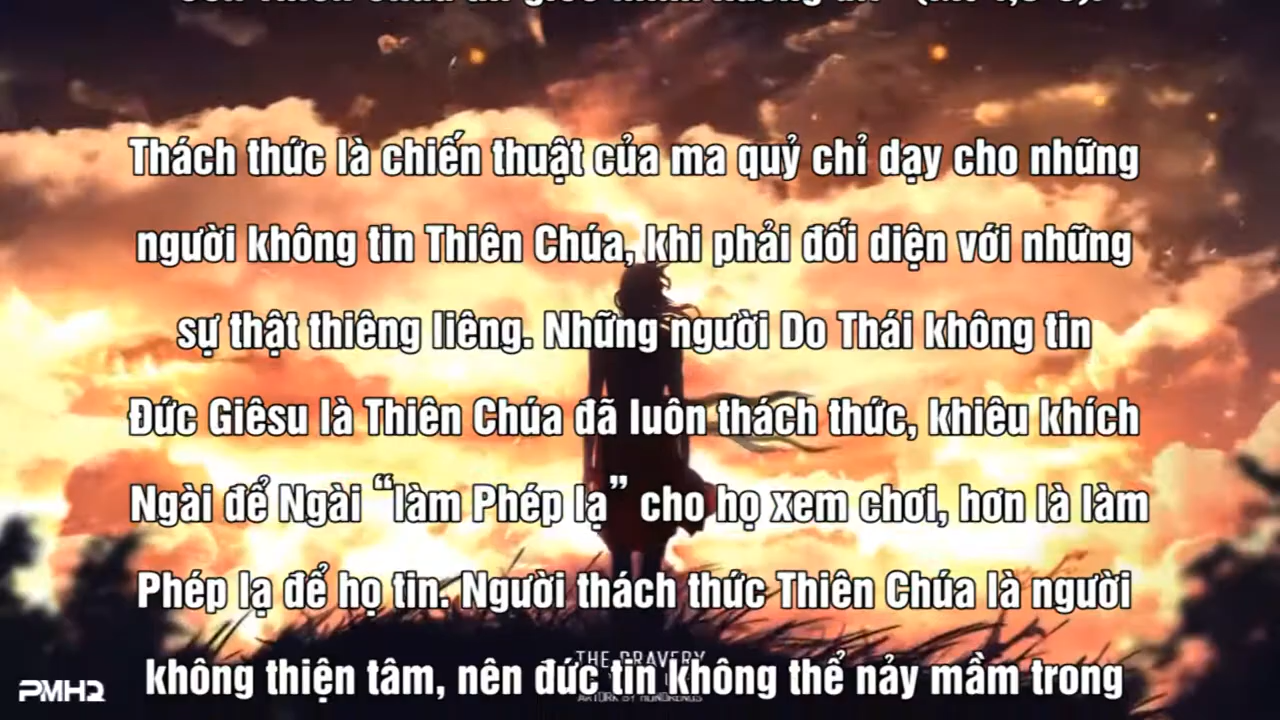 Thách thức là chiến thuật của ma quỷ chỉ dạy cho những
người không tin Thiên Chúa, khi phải đối diện với những
sự thật thiêng liêng. Những người Do Thái không tin
Đức Giêsu là Thiên Chúa đã luôn thách thức, khiêu khích
Ngài để Ngài “làm Phép lạ” cho họ xem chơi, hơn là làm
Phép lạ để họ tin. Người thách thức Thiên Chúa là người
THE BRAVERY
không thiện tâm, nên đức tin không thể nảy mầm trong
PMHQ